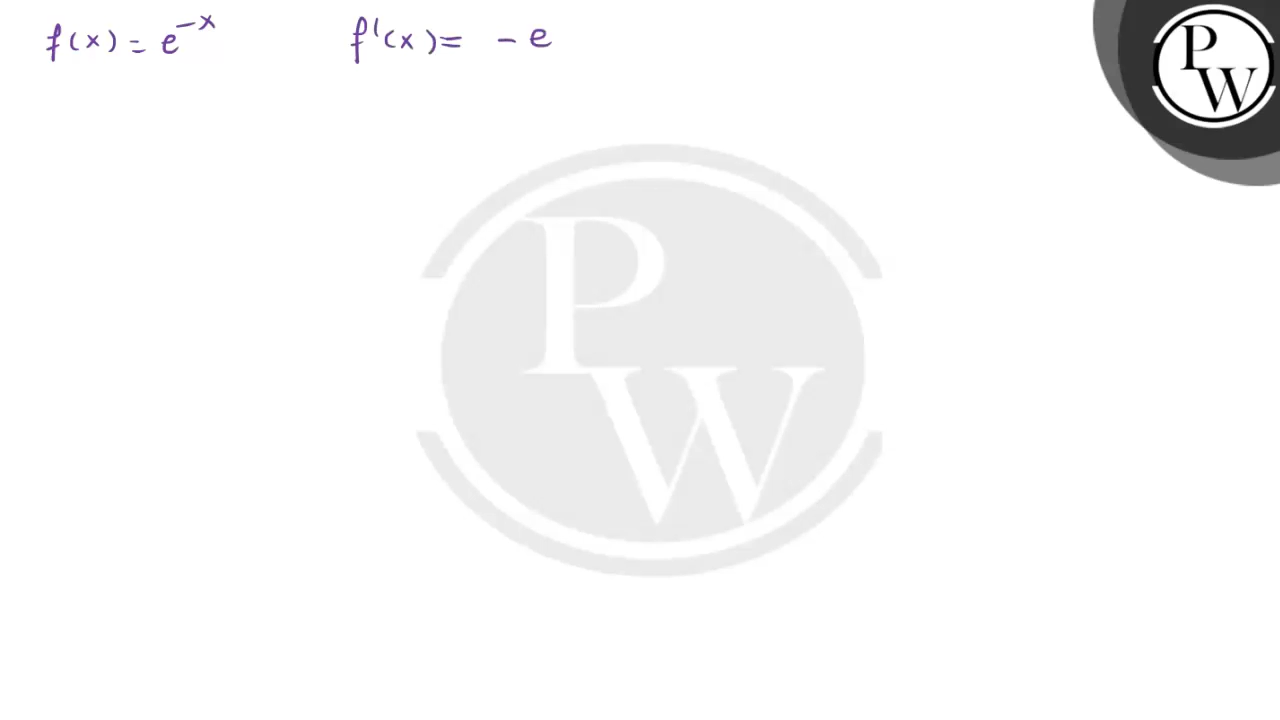 f(x) = e^{-x} f'(x) = - e
PW
PW